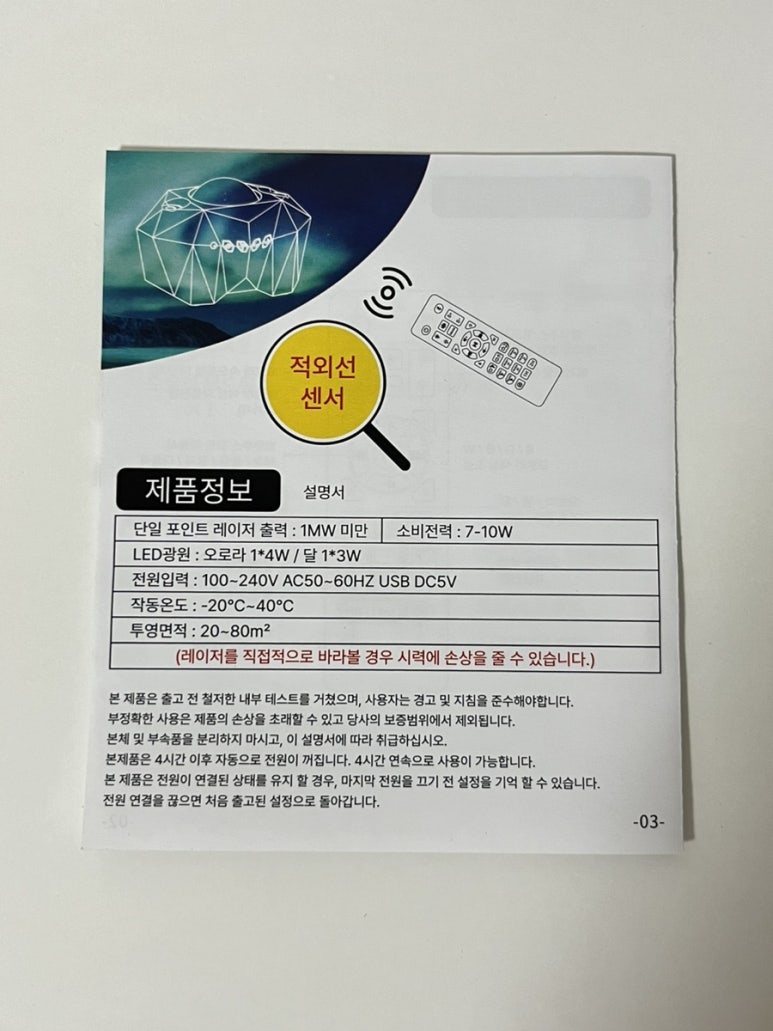 적외선
센서
제품정보 설명서
단일 포인트 레이저 출력 : 1MW 미만 소비전력 : 7-10W
LED광원 : 오로라 1*4W / 달 1*3W
전원입력 : 100~240V AC50~60HZ USB DC5V
작동온도 : -20°C~40°C
투영면적 : 20~80m²
(레이저를 직접적으로 바라볼 경우 시력에 손상을 줄 수 있습니다.)
본 제품은 출고 전 철저한 내부 테스트를 거쳤으며, 사용자는 경고 및 지침을 준수해야합니다.
부정확한 사용은 제품의 손상을 초래할 수 있고 당사의 보증범위에서 제외됩니다.
본체 및 부속품을 분리하지 마시고, 이 설명서에 따라 취급하십시오.
본제품은 4시간 이후 자동으로 전원이 꺼집니다. 4시간 연속으로 사용이 가능합니다.
본 제품은 전원이 연결된 상태를 유지 할 경우, 마지막 전원을 끄기 전 설정을 기억 할 수 있습니다.
전원 연결을 끊으면 처음 출고된 설정으로 돌아갑니다.
-03-